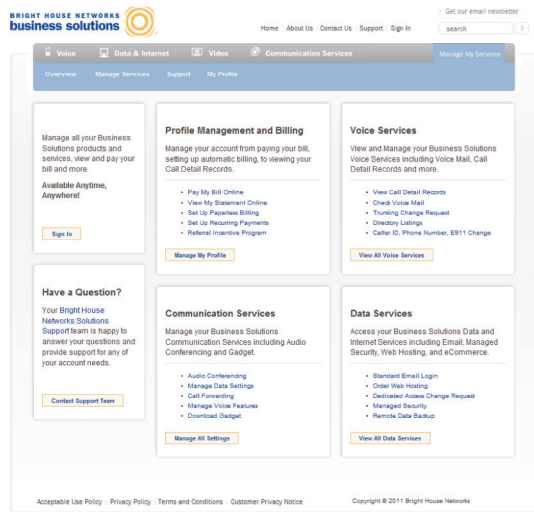 BRIGHT HOUSE NETWORKS
business solutions
Get our email newsletter
Home About Us Contact Us Support Sign In
search
Voice Data & Internet Video Communication Services Manage My Services
Overview Manage Services Support My Profile
Manage all your Business
Solutions products and
services, view and pay your
bill and more.
Available Anytime,
Anywhere!
Sign In
Profile Management and Billing
Manage your account from paying your bill,
setting up automatic billing, to viewing your
Call Detail Records.
• Pay My Bill Online
• View My Statement Online
• Set Up Paperless Billing
• Set Up Recurring Payments
• Referral Incentive Program
Manage My Profile
Voice Services
View and Manage your Business Solutions
Voice Services including Voice Mail, Call
Detail Records and more.
• View Call Detail Records
• Check Voice Mail
• Trunking Change Request
• Directory Listings
• Caller ID, Phone Number, E911 Change
View All Voice Services
Have a Question?
Your Bright House
Networks Solutions
Support team is happy to
answer your questions and
provide support for any of
your account needs.
Contact Support Team
Communication Services
Manage your Business Solutions
Communication Services including Audio
Conferencing and Gadget.
• Audio Conferencing
• Manage Data Settings
• Call Forwarding
• Manage Voice Features
• Download Gadget
Manage All Settings
Data Services
Access your Business Solutions Data and
Internet Services including Email, Managed
Security, Web Hosting, and eCommerce.
• Standard Email Login
• Order Web Hosting
• Dedicated Access Change Request
• Managed Security
• Remote Data Backup
View All Data Services
Acceptable Use Policy | Privacy Policy | Terms and Conditions | Customer Privacy Notice
Copyright © 2011 Bright House Networks